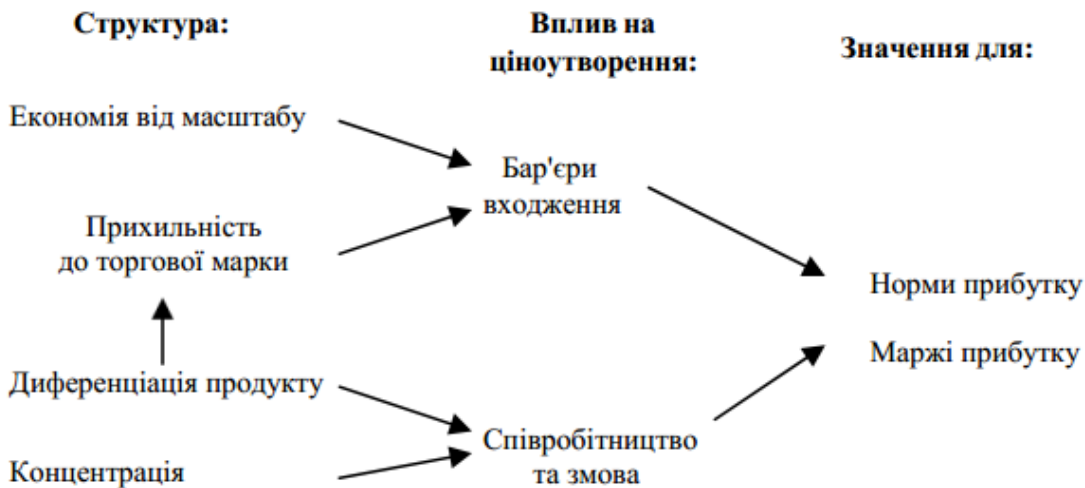 Структура:
Вплив на
ціноутворення:
Значення для:
Економія від масштабу
Бар'єри
входження
Прихильність
до торгової марки
Норми прибутку
Маржі прибутку
Диференціація продукту
Співробітництво
та змова
Концентрація